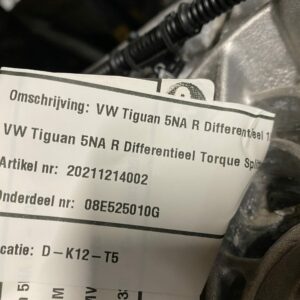 Omschrijving: VW Tiguan 5NA R Differentieel
VW Tiguan 5NA R Differentieel Torque
Artikel nr: 20211214002
Onderdeel nr: 08E525010G
catie: D-K12-T5